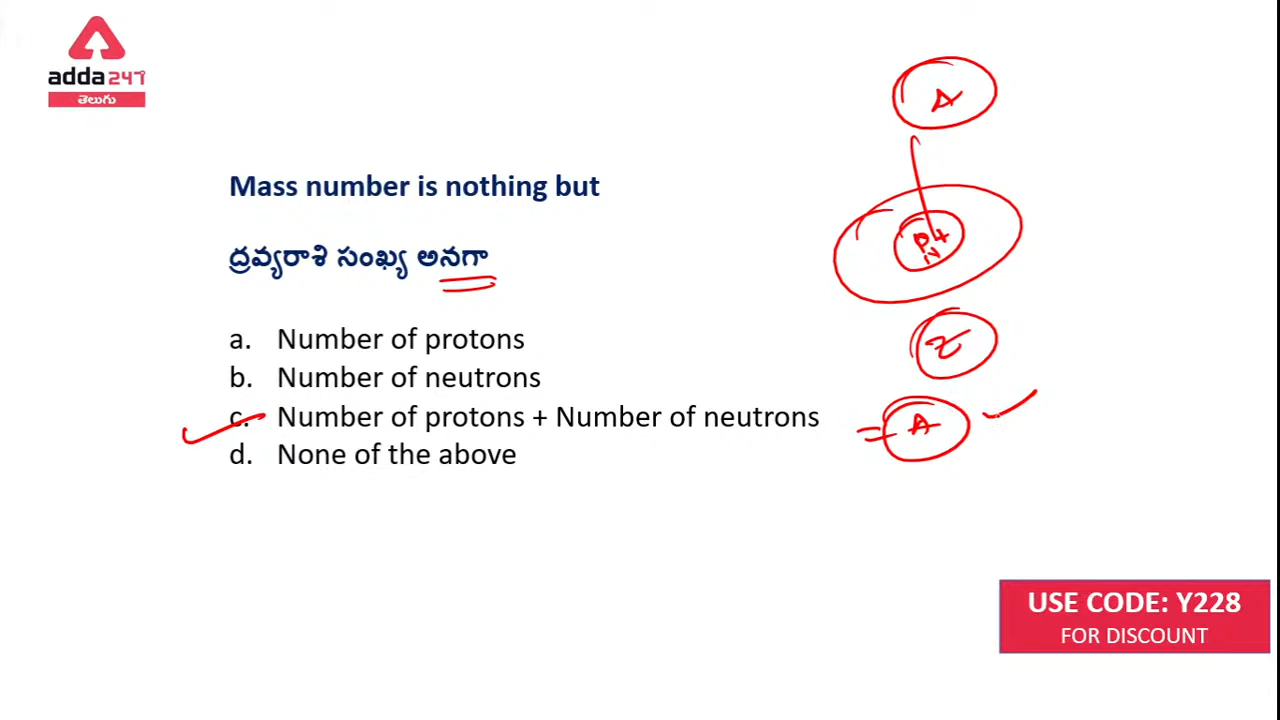 adda247
తెలుగు
Mass number is nothing but
ద్రవ్యరాశి సంఖ్య అనగా
a. Number of protons
b. Number of neutrons
c. Number of protons + Number of neutrons
d. None of the above
A
P+
N
Z
= A
USE CODE: Y228
FOR DISCOUNT